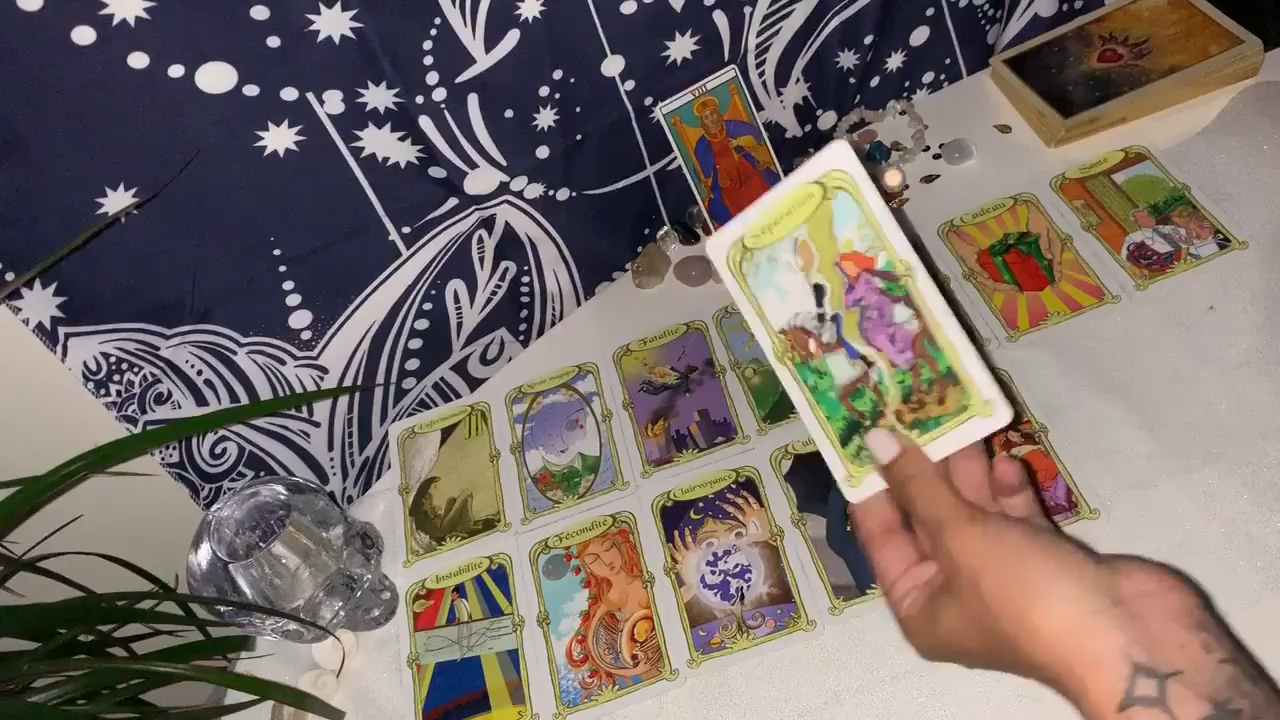 VIII
Séparation
Cadeau
Santé
Enfermement
Fatalité
Clairvoyance
Fécondité
Instabilité